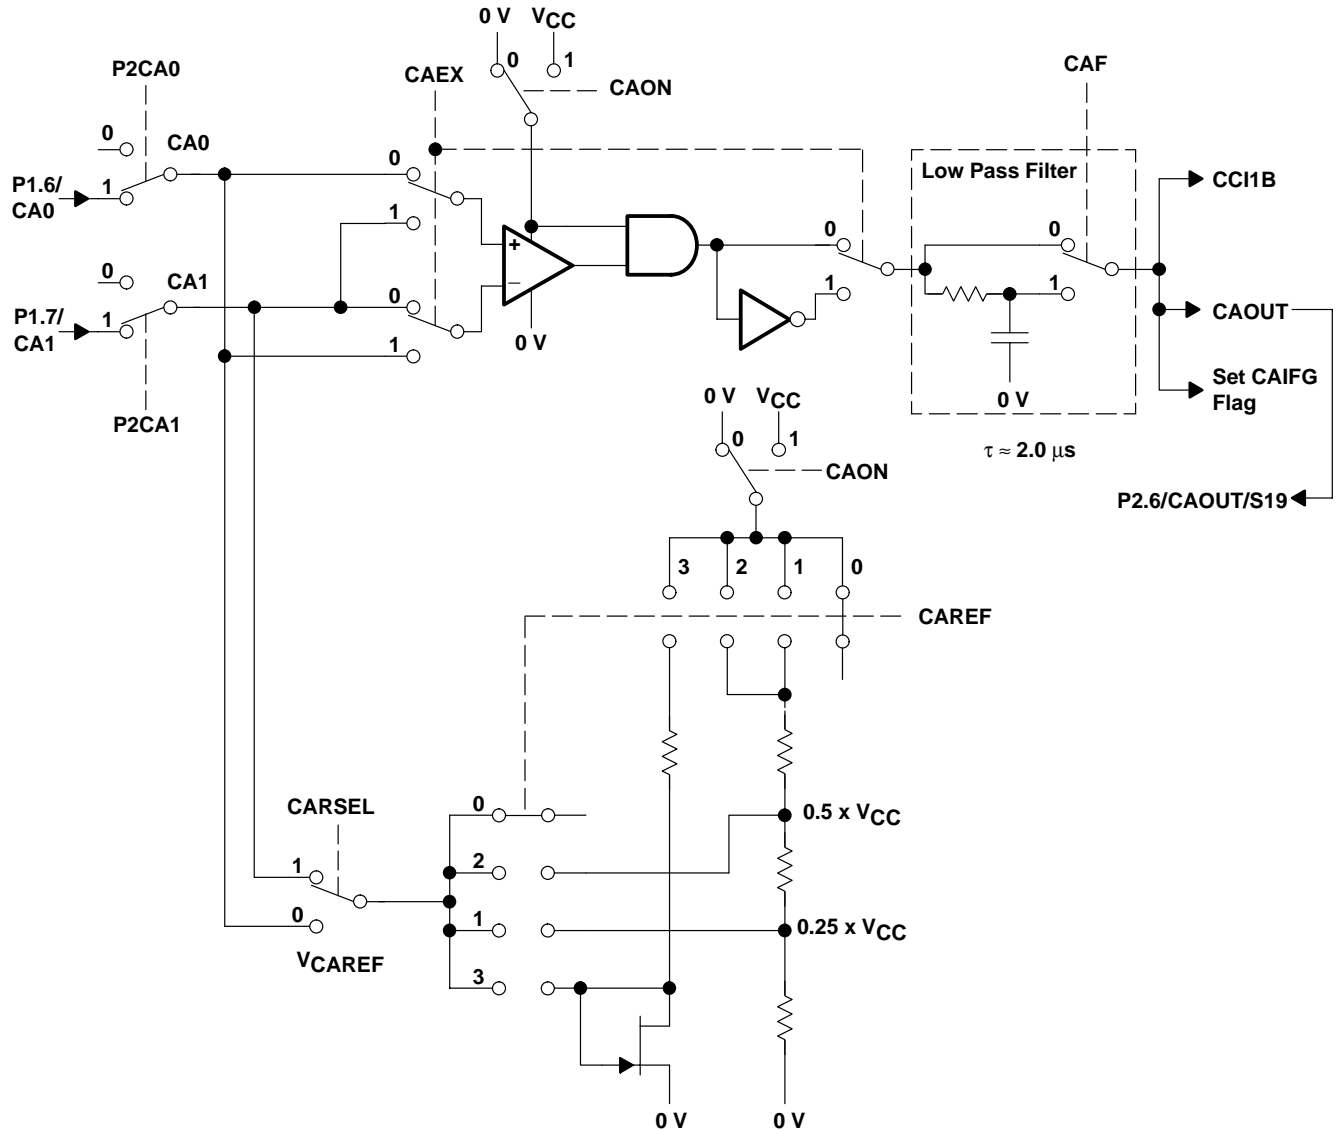 0 V VCC
0 1
CAON
P2CA0
CAEX
CAF
0
CA0
1
P1.6/
CA0
0
1
Low Pass Filter
CCI1B
+
−
0 V
0
1
0
1
0 V
CAOUT
Set CAIFG
Flag
τ ≈ 2.0 μs
P2.6/CAOUT/S19
0
CA1
1
P1.7/
CA1
0
1
P2CA1
0 V VCC
0 1
CAON
3 2 1 0
CAREF
CARSEL
1
0
VCAREF
0
2
1
3
0.5 x VCC
0.25 x VCC
0 V 0 V